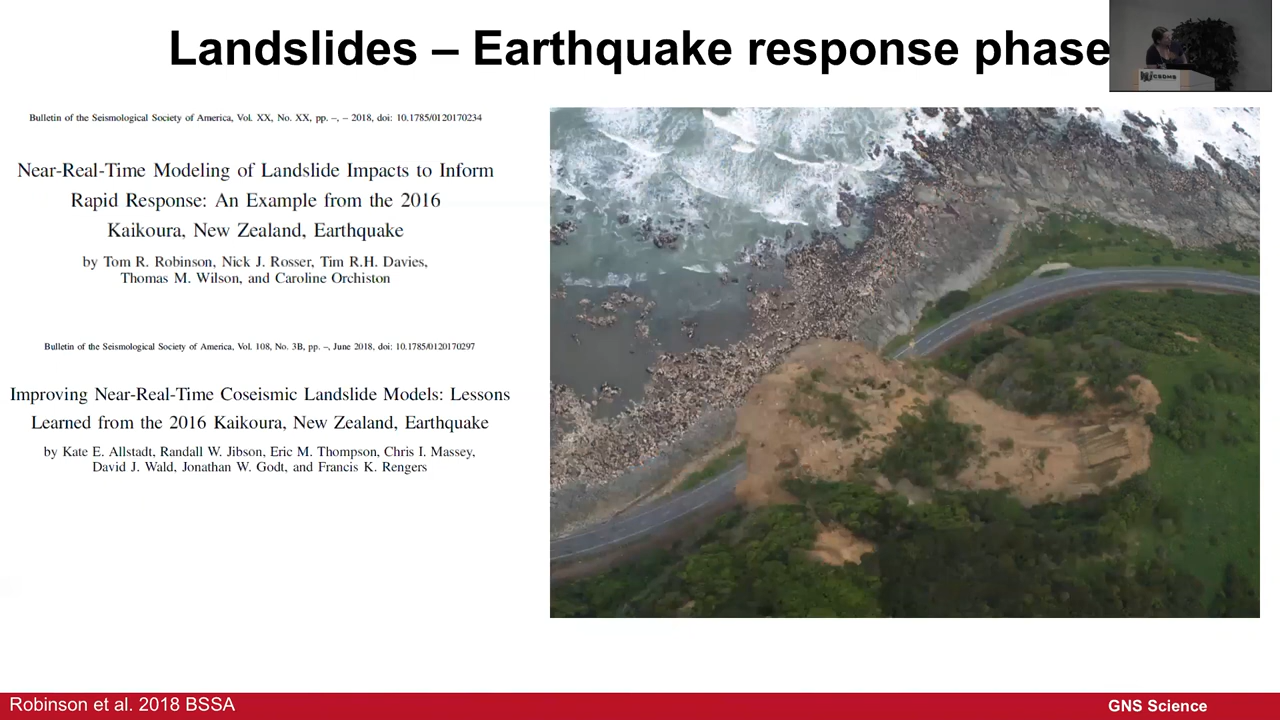 Landslides – Earthquake response phase
CSDMS
Bulletin of the Seismological Society of America, Vol. XX, No. XX, pp. –, – 2018, doi: 10.1785/0120170234
Near-Real-Time Modeling of Landslide Impacts to Inform
Rapid Response: An Example from the 2016
Kaikoura, New Zealand, Earthquake
by Tom R. Robinson, Nick J. Rosser, Tim R.H. Davies,
Thomas M. Wilson, and Caroline Orchiston
Bulletin of the Seismological Society of America, Vol. 108, No. 3B, pp. –, June 2018, doi: 10.1785/0120170297
Improving Near-Real-Time Coseismic Landslide Models: Lessons
Learned from the 2016 Kaikoura, New Zealand, Earthquake
by Kate E. Allstadt, Randall W. Jibson, Eric M. Thompson, Chris I. Massey,
David J. Wald, Jonathan W. Godt, and Francis K. Rengers
Robinson et al. 2018 BSSA
GNS Science